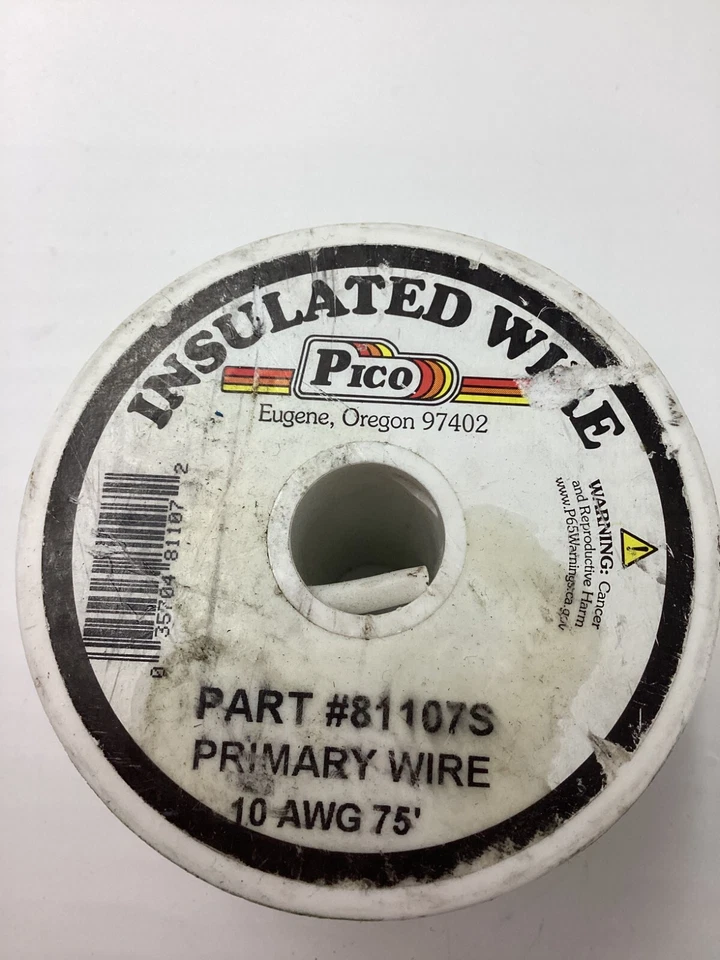 INSULATED WIRE
PICO
Eugene, Oregon 97402
0 35704 81107 2
WARNING: Cancer
and Reproductive Harm
www.P65Warnings.ca.gov
PART #81107S
PRIMARY WIRE
10 AWG 75'